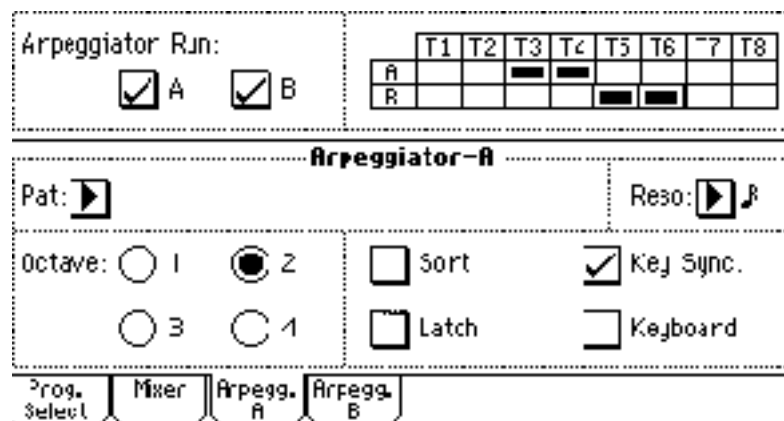 Arpeggiator Run:
A B
T1 T2 T3 T4 T5 T6 T7 T8
A
B
Arpeggiator-A
Pat: Reso:
Octave: 1 2 Sort Key Sync.
3 4 Latch Keyboard
Prog. Select Mixer Arpegg. A Arpegg. B